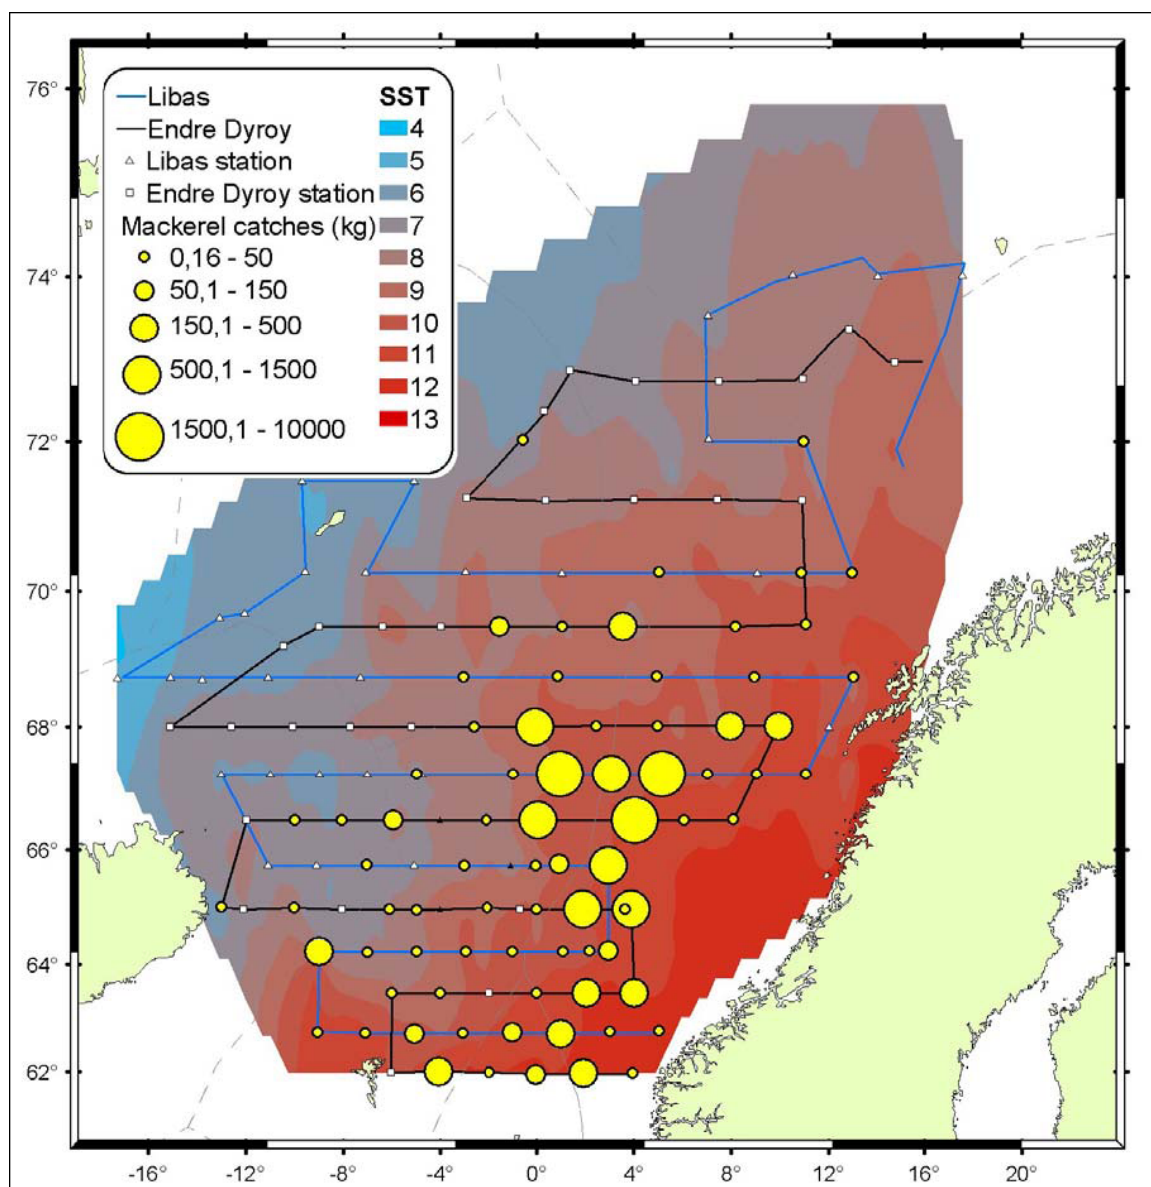 Libas
Endre Dyroy
Libas station
Endre Dyroy station
Mackerel catches (kg)
0,16 - 50
50,1 - 150
150,1 - 500
500,1 - 1500
1500,1 - 10000
SST
4
5
6
7
8
9
10
11
12
13
76°
74°
72°
70°
68°
66°
64°
62°
-16°
-12°
-8°
-4°
0°
4°
8°
12°
16°
20°